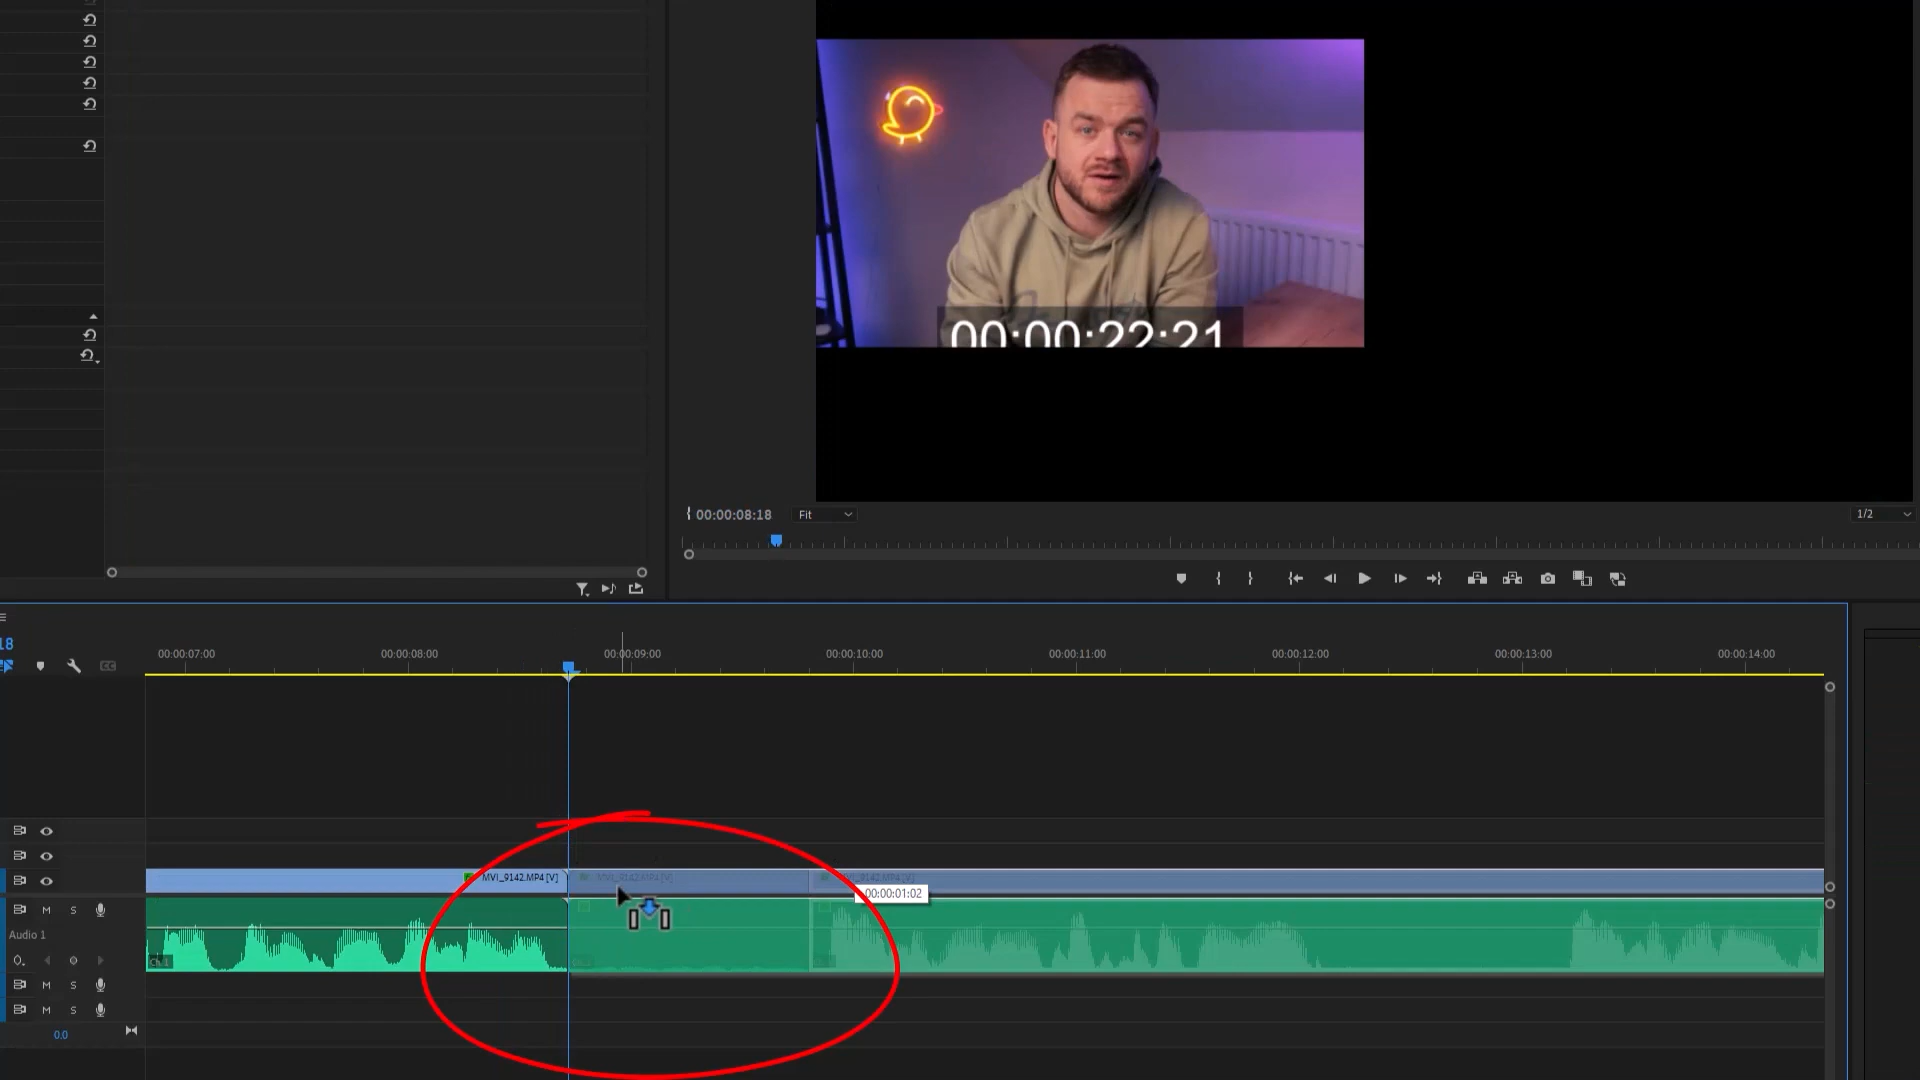 00:00:22:21
00:00:08:18
Fit
1/2
18
00:00:07:00
00:00:08:00
00:00:09:00
00:00:10:00
00:00:11:00
00:00:12:00
00:00:13:00
00:00:14:00
MVI_9142.MP4 [V]
MVI_9142.MP4 [V]
MVI_9142.MP4 [V]
00:00:01:02
M S
Audio 1
Ch. 1
M S
M S
0.0